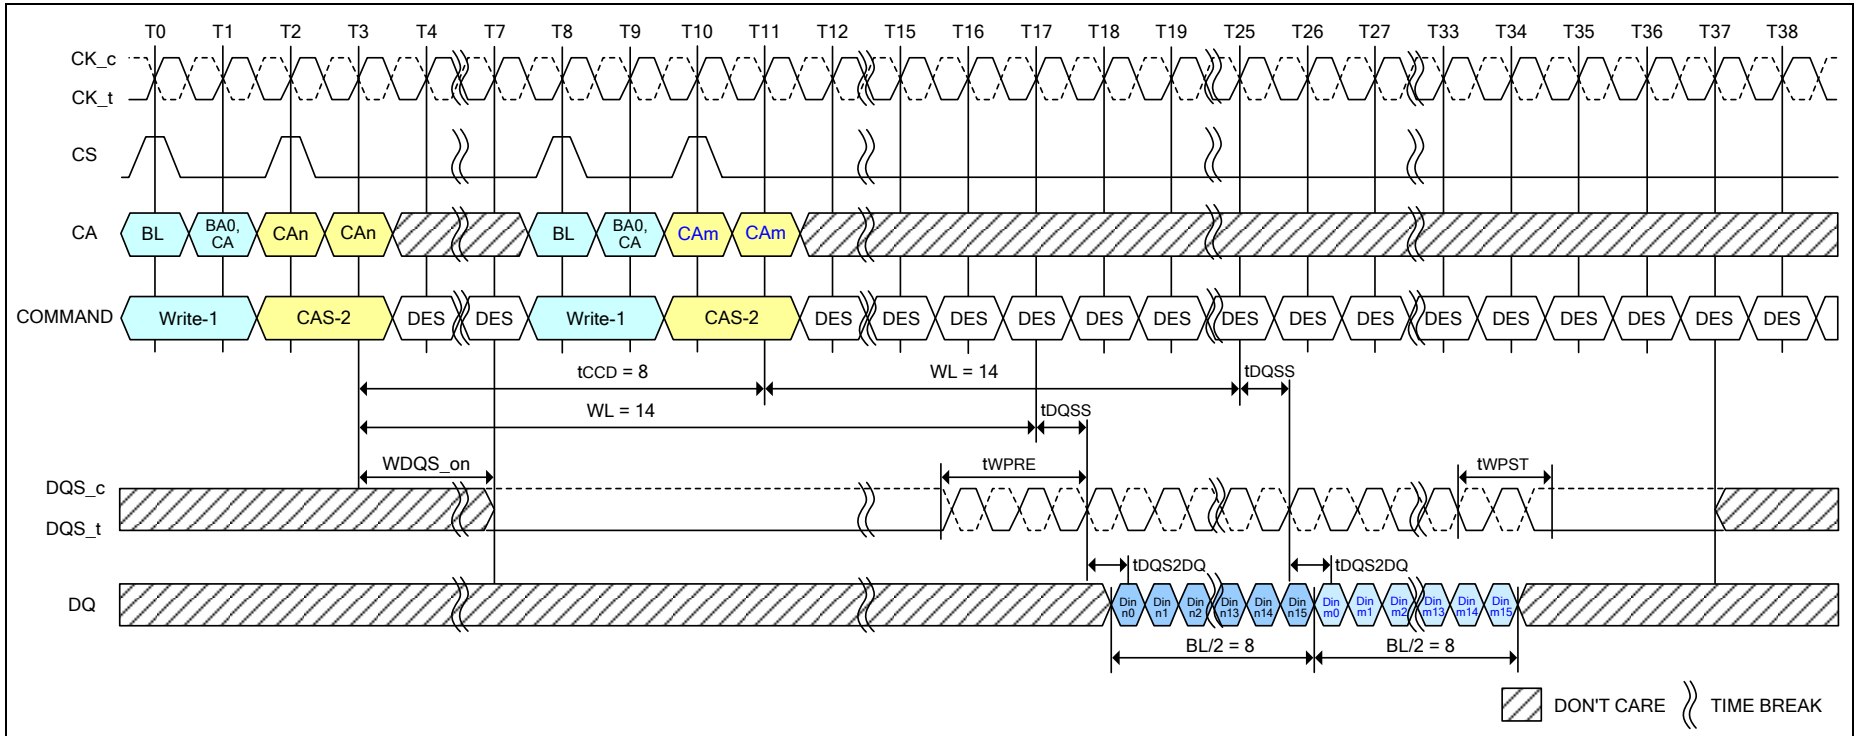 T0 T1 T2 T3 T4 T7 T8 T9 T10 T11 T12 T15 T16 T17 T18 T19 T25 T26 T27 T33 T34 T35 T36 T37 T38
CK_c
CK_t
CS
CA BL BA0, CA CAn CAn BL BA0, CA CAm CAm
COMMAND Write-1 CAS-2 DES DES Write-1 CAS-2 DES DES DES DES DES DES DES DES DES DES DES DES DES DES DES
tCCD = 8 WL = 14 tDQSS
WL = 14 tDQSS
WDQS_on tWPRE tWPST
DQS_c
DQS_t
tDQS2DQ tDQS2DQ
DQ Din n0 Din n1 Din n2 Din n13 Din n14 Din n15 Din m0 Din m1 Din m2 Din m13 Din m14 Din m15
BL/2 = 8 BL/2 = 8
DON'T CARE TIME BREAK